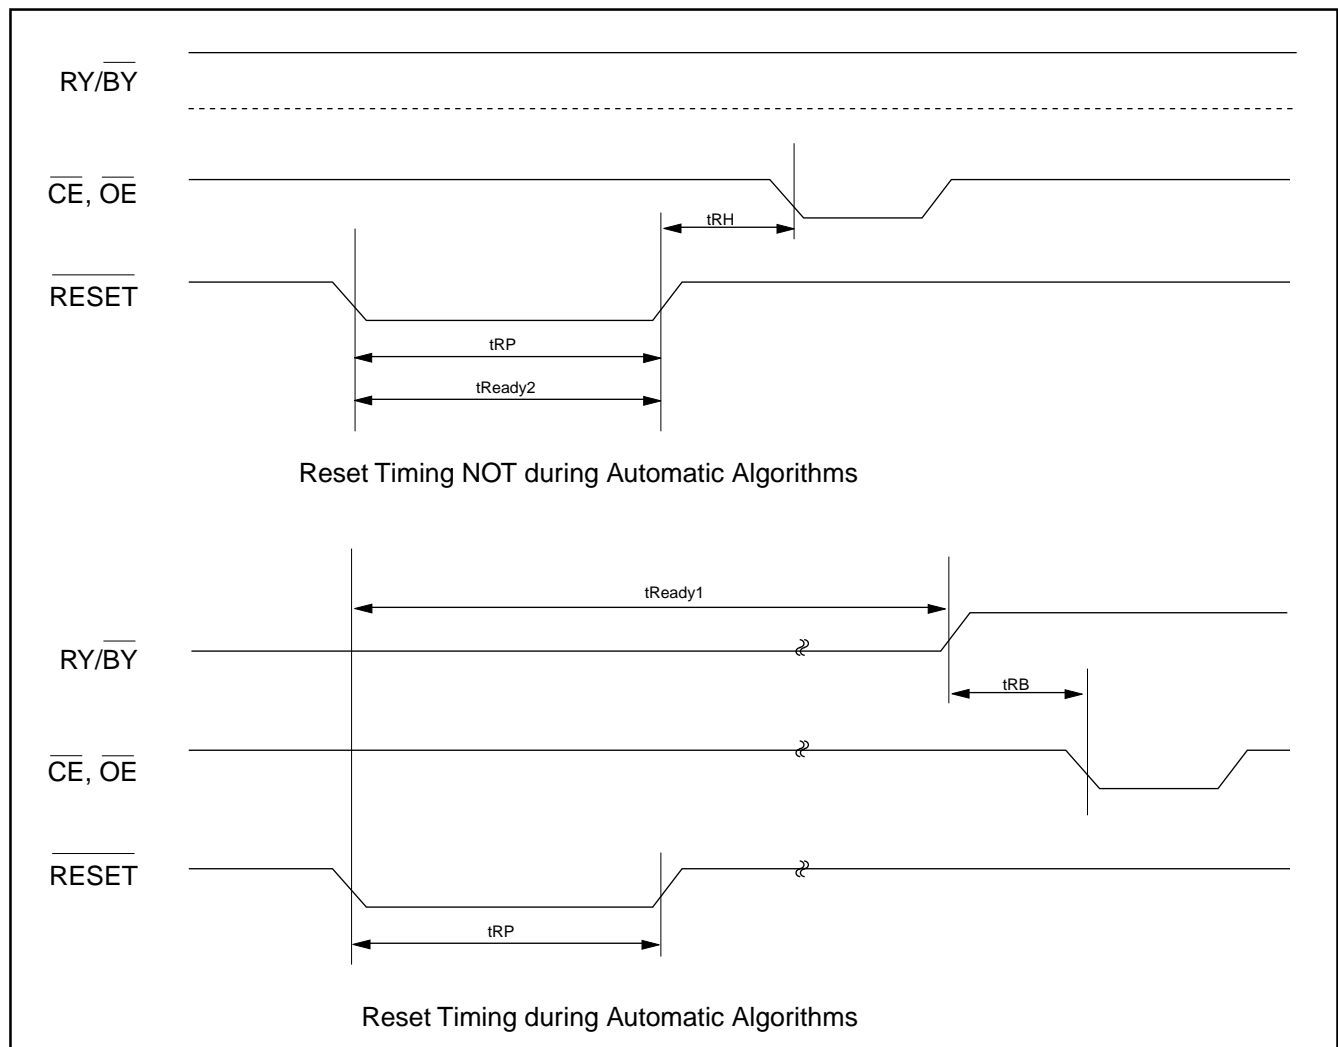 RY/BY
CE, OE
tRH
RESET
tRP
tReady2
Reset Timing NOT during Automatic Algorithms
tReady1
RY/BY
tRB
CE, OE
RESET
tRP
Reset Timing during Automatic Algorithms